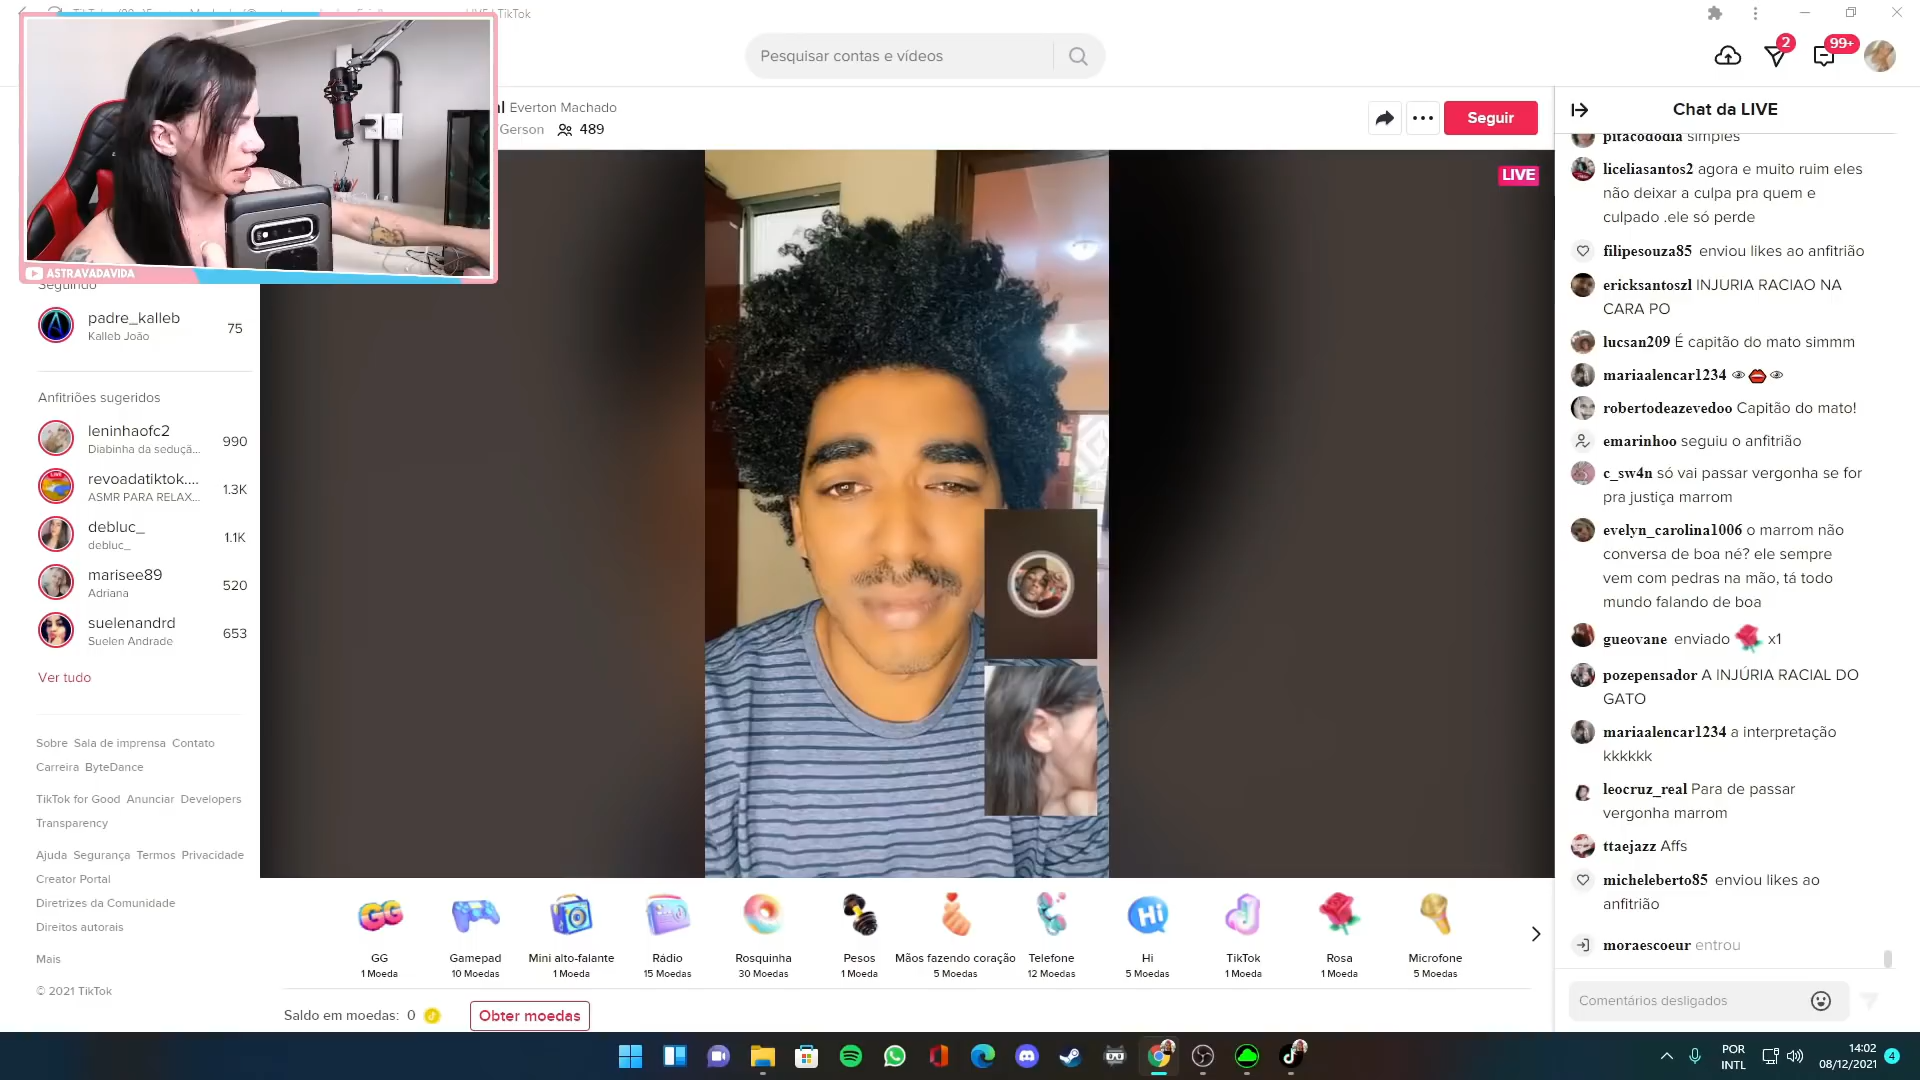 LIVE | TikTok
Pesquisar contas e vídeos
2
99+
ASTRAVADAVIDA
Everton Machado
Gerson 489
Seguir
LIVE
Seguindo
padre_kalleb
Kalleb João
75
Anfitriões sugeridos
leninhaofc2
Diabinha da seduçã...
990
revoadatiktok....
ASMR PARA RELAX...
1.3K
debluc_
debluc_
1.1K
marisee89
Adriana
520
suelenandrd
Suelen Andrade
653
Ver tudo
Sobre Sala de imprensa Contato
Carreira ByteDance
TikTok for Good Anunciar Developers
Transparency
Ajuda Segurança Termos Privacidade
Creator Portal
Diretrizes da Comunidade
Direitos autorais
Mais
© 2021 TikTok
GG
1 Moeda
Gamepad
10 Moedas
Mini alto-falante
1 Moeda
Rádio
15 Moedas
Rosquinha
30 Moedas
Pesos
1 Moeda
Mãos fazendo coração
5 Moedas
Telefone
12 Moedas
Hi
Hi
5 Moedas
TikTok
1 Moeda
Rosa
1 Moeda
Microfone
5 Moedas
Saldo em moedas: 0
Obter moedas
Chat da LIVE
pitacododia simples
liceliasantos2 agora e muito ruim eles
não deixar a culpa pra quem e
culpado .ele só perde
filipesouza85 enviou likes ao anfitrião
ericksantoszl INJURIA RACIAO NA
CARA PO
lucsan209 É capitão do mato simmm
mariaalencar1234 👁👄👁
robertodeazevedoo Capitão do mato!
emarinhoo seguiu o anfitrião
c_sw4n só vai passar vergonha se for
pra justiça marrom
evelyn_carolina1006 o marrom não
conversa de boa né? ele sempre
vem com pedras na mão, tá todo
mundo falando de boa
gueovane enviado x1
pozepensador A INJÚRIA RACIAL DO
GATO
mariaalencar1234 a interpretação
kkkkkk
leocruz_real Para de passar
vergonha marrom
ttaejazz Affs
micheleberto85 enviou likes ao
anfitrião
moraescoeur entrou
Comentários desligados
POR
INTL
14:02
08/12/2021
4